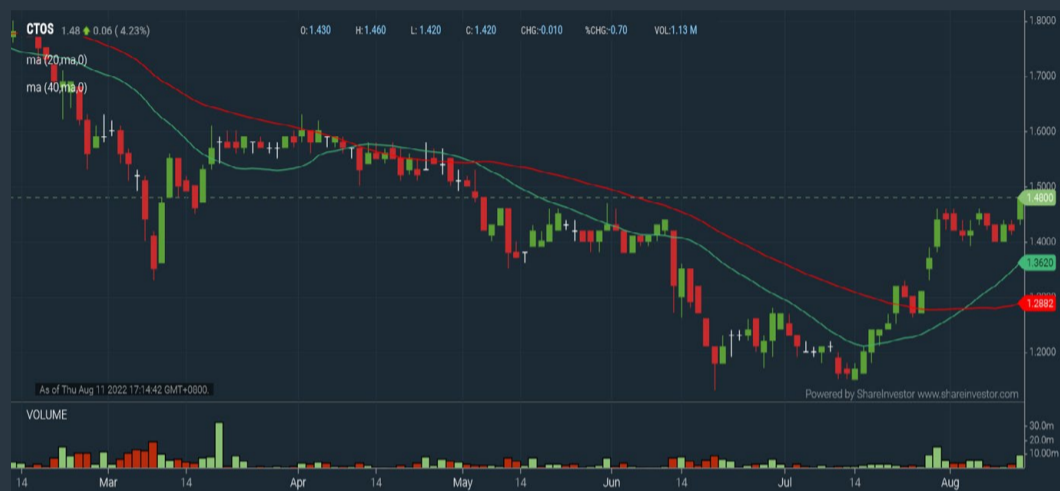 CTOS 1.48 0.06 ( 4.23%) O:1.430 H:1.460 L: 1.420 C: 1.420 CHG:-0.010 %CHG:-0.70 VOL:1.13 M
ma (20,ma,0)
ma (40,ma,0)
1.8000
1.7000
1.6000
1.5000
1.4800
1.4000
1.3620
1.2882
1.2000
As of Thu Aug 11 2022 17:14:42 GMT+0800.
Powered by ShareInvestor www.shareinvestor.com
VOLUME
30.0m
20.0m
10.00m
14 Mar 14 Apr 14 May 14 Jun 14 Jul 14 Aug